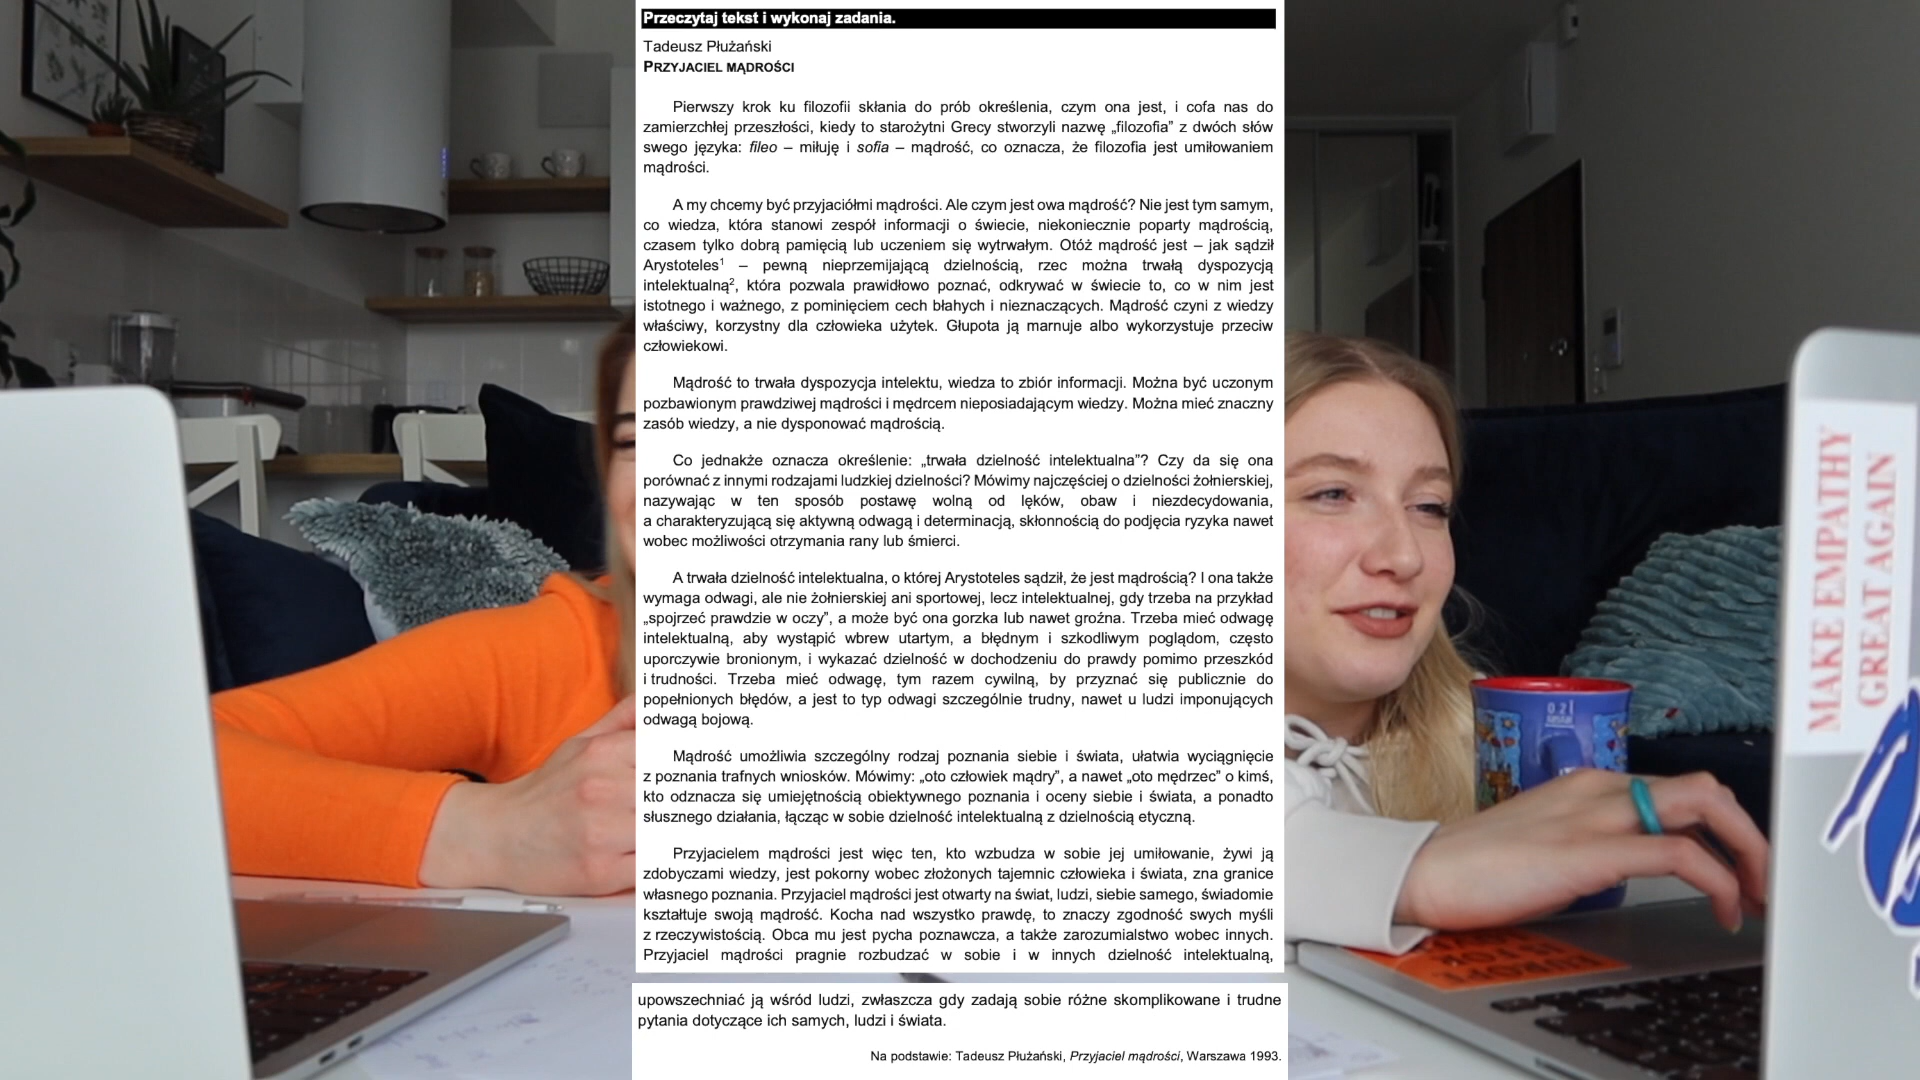 Przeczytaj tekst i wykonaj zadania.
Tadeusz Płużański
PRZYJACIEL MĄDROŚCI
Pierwszy krok ku filozofii skłania do prób określenia, czym ona jest, i cofa nas do
zamierzchłej przeszłości, kiedy to starożytni Grecy stworzyli nazwę „filozofia” z dwóch słów
swego języka: fileo – miłuję i sofia – mądrość, co oznacza, że filozofia jest umiłowaniem
mądrości.
A my chcemy być przyjaciółmi mądrości. Ale czym jest owa mądrość? Nie jest tym samym,
co wiedza, która stanowi zespół informacji o świecie, niekoniecznie poparty mądrością,
czasem tylko dobrą pamięcią lub uczeniem się wytrwałym. Otóż mądrość jest – jak sądził
Arystoteles¹ – pewną nieprzemijającą dzielnością, rzec można trwałą dyspozycją
intelektualną², która pozwala prawidłowo poznać, odkrywać w świecie to, co w nim jest
istotnego i ważnego, z pominięciem cech błahych i nieznaczących. Mądrość czyni z wiedzy
właściwy, korzystny dla człowieka użytek. Głupota ją marnuje albo wykorzystuje przeciw
człowiekowi.
Mądrość to trwała dyspozycja intelektu, wiedza to zbiór informacji. Można być uczonym
pozbawionym prawdziwej mądrości i mędrcem nieposiadającym wiedzy. Można mieć znaczny
zasób wiedzy, a nie dysponować mądrością.
Co jednakże oznacza określenie: „trwała dzielność intelektualna”? Czy da się ona
porównać z innymi rodzajami ludzkiej dzielności? Mówimy najczęściej o dzielności żołnierskiej,
nazywając w ten sposób postawę wolną od lęków, obaw i niezdecydowania,
a charakteryzującą się aktywną odwagą i determinacją, skłonnością do podjęcia ryzyka nawet
wobec możliwości otrzymania rany lub śmierci.
A trwała dzielność intelektualna, o której Arystoteles sądził, że jest mądrością? I ona także
wymaga odwagi, ale nie żołnierskiej ani sportowej, lecz intelektualnej, gdy trzeba na przykład
„spojrzeć prawdzie w oczy”, a może być ona gorzka lub nawet groźna. Trzeba mieć odwagę
intelektualną, aby wystąpić wbrew utartym, a błędnym i szkodliwym poglądom, często
uporczywie bronionym, i wykazać dzielność w dochodzeniu do prawdy pomimo przeszkód
i trudności. Trzeba mieć odwagę, tym razem cywilną, by przyznać się publicznie do
popełnionych błędów, a jest to typ odwagi szczególnie trudny, nawet u ludzi imponujących
odwagą bojową.
Mądrość umożliwia szczególny rodzaj poznania siebie i świata, ułatwia wyciągnięcie
z poznania trafnych wniosków. Mówimy: „oto człowiek mądry”, a nawet „oto mędrzec” o kimś,
kto odznacza się umiejętnością obiektywnego poznania i oceny siebie i świata, a ponadto
słusznego działania, łącząc w sobie dzielność intelektualną z dzielnością etyczną.
Przyjacielem mądrości jest więc ten, kto wzbudza w sobie jej umiłowanie, żywi ją
zdobyczami wiedzy, jest pokorny wobec złożonych tajemnic człowieka i świata, zna granice
własnego poznania. Przyjaciel mądrości jest otwarty na świat, ludzi, siebie samego, świadomie
kształtuje swoją mądrość. Kocha nad wszystko prawdę, to znaczy zgodność swych myśli
z rzeczywistością. Obca mu jest pycha poznawcza, a także zarozumialstwo wobec innych.
Przyjaciel mądrości pragnie rozbudzać w sobie i w innych dzielność intelektualną,
upowszechniać ją wśród ludzi, zwłaszcza gdy zadają sobie różne skomplikowane i trudne
pytania dotyczące ich samych, ludzi i świata.
Na podstawie: Tadeusz Płużański, Przyjaciel mądrości, Warszawa 1993.
0.2l
MAKE EMPATHY
GREAT AGAIN